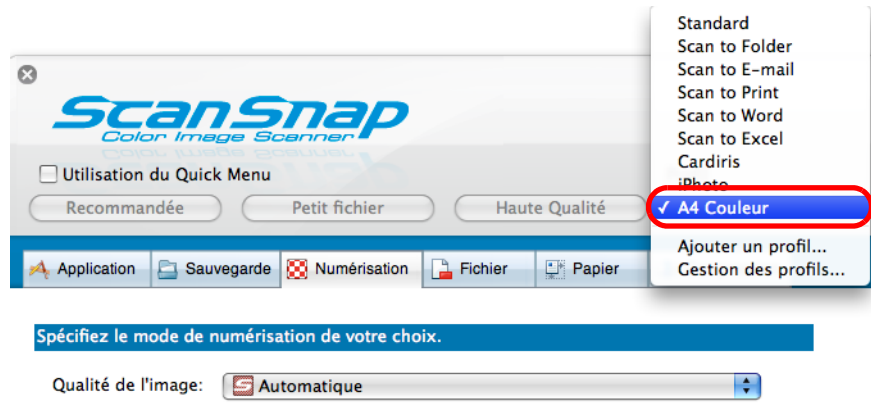 Standard
Scan to Folder
Scan to E-mail
Scan to Print
Scan to Word
Scan to Excel
Cardiris
iPhoto
✓ A4 Couleur
Ajouter un profil...
Gestion des profils...
ScanSnap
Color Image Scanner
Utilisation du Quick Menu
Recommandée Petit fichier Haute Qualité
Application Sauvegarde Numérisation Fichier Papier
Spécifiez le mode de numérisation de votre choix.
Qualité de l'image: Automatique